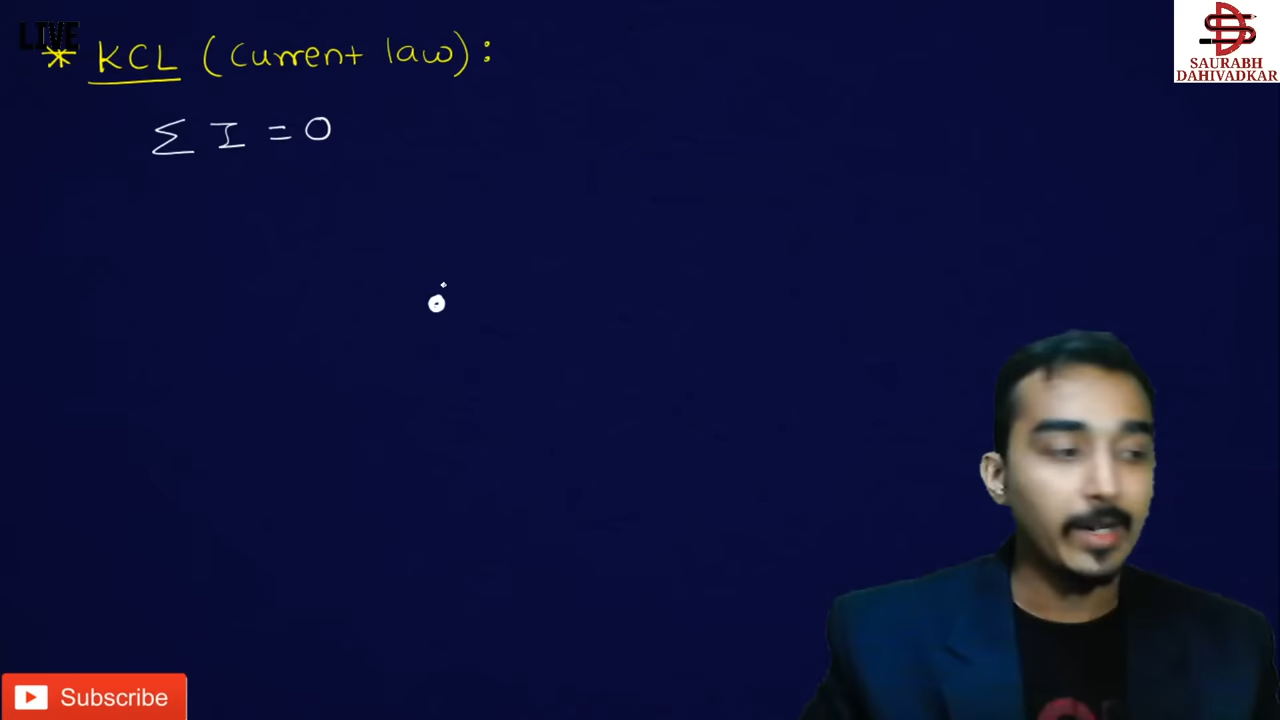 LIVE
* KCL (Current law):
Σ I = 0
SAURABH
DAHIVADKAR
Subscribe